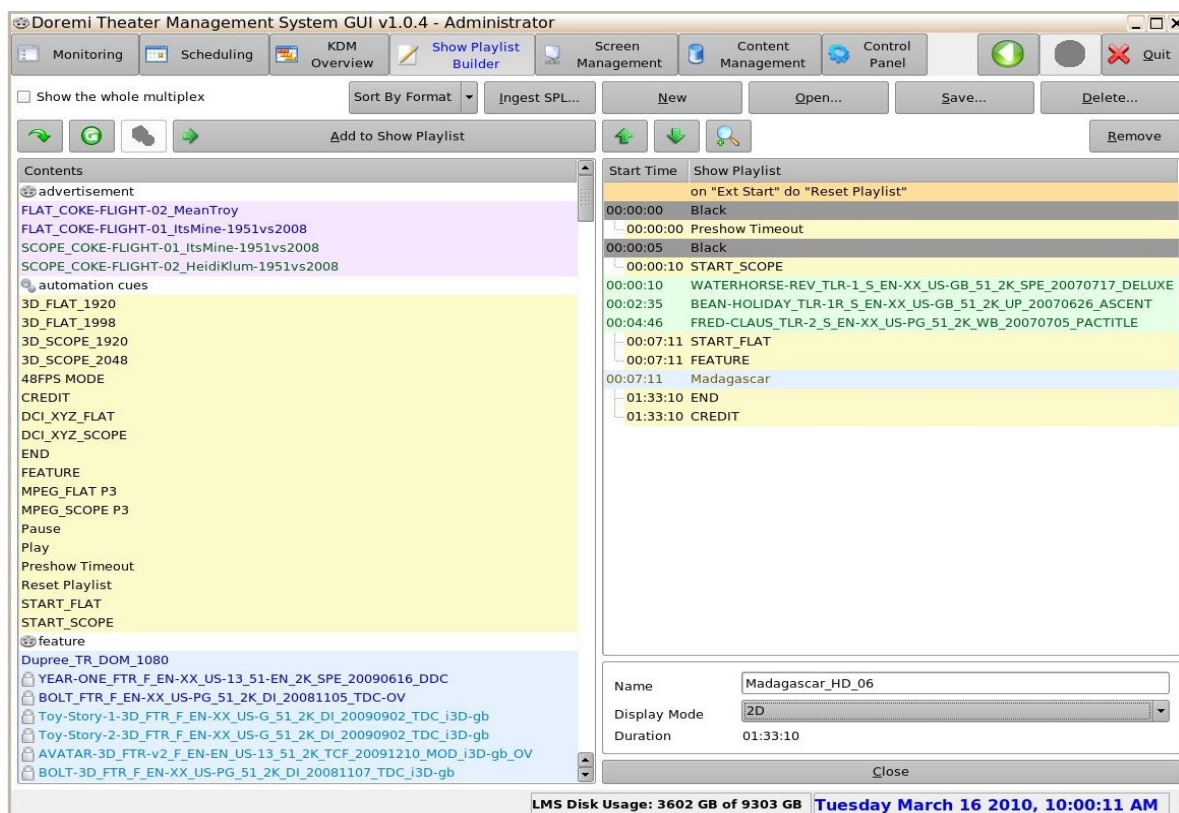 Doremi Theater Management System GUI v1.0.4 - Administrator
Monitoring
Scheduling
KDM Overview
Show Playlist Builder
Screen Management
Content Management
Control Panel
Quit
Show the whole multiplex
Sort By Format
Ingest SPL...
New
Open...
Save...
Delete...
Add to Show Playlist
Remove
Contents
advertisement
FLAT_COKE-FLIGHT-02_MeanTroy
FLAT_COKE-FLIGHT-01_ItsMine-1951vs2008
SCOPE_COKE-FLIGHT-01_ItsMine-1951vs2008
SCOPE_COKE-FLIGHT-02_HeidiKlum-1951vs2008
automation cues
3D_FLAT_1920
3D_FLAT_1998
3D_SCOPE_1920
3D_SCOPE_2048
48FPS MODE
CREDIT
DCI_XYZ_FLAT
DCI_XYZ_SCOPE
END
FEATURE
MPEG_FLAT P3
MPEG_SCOPE P3
Pause
Play
Preshow Timeout
Reset Playlist
START_FLAT
START_SCOPE
feature
Dupree_TR_DOM_1080
YEAR-ONE_FTR_F_EN-XX_US-13_51-EN_2K_SPE_20090616_DDC
BOLT_FTR_F_EN-XX_US-PG_51_2K_DI_20081105_TDC-OV
Toy-Story-1-3D_FTR_F_EN-XX_US-G_51_2K_DI_20090902_TDC_i3D-gb
Toy-Story-2-3D_FTR_F_EN-XX_US-G_51_2K_DI_20090902_TDC_i3D-gb
AVATAR-3D_FTR-v2_F_EN-EN_US-13_51_2K_TCF_20091210_MOD_i3D-gb_OV
BOLT-3D_FTR_F_EN-XX_US-PG_51_2K_DI_20081107_TDC_i3D-gb
Start Time Show Playlist
on "Ext Start" do "Reset Playlist"
00:00:00 Black
00:00:00 Preshow Timeout
00:00:05 Black
00:00:10 START_SCOPE
00:00:10 WATERHORSE-REV_TLR-1_S_EN-XX_US-GB_51_2K_SPE_20070717_DELUXE
00:02:35 BEAN-HOLIDAY_TLR-1R_S_EN-XX_US-GB_51_2K_UP_20070626_ASCENT
00:04:46 FRED-CLAUS_TLR-2_S_EN-XX_US-PG_51_2K_WB_20070705_PACTITLE
00:07:11 START_FLAT
00:07:11 FEATURE
00:07:11 Madagascar
01:33:10 END
01:33:10 CREDIT
Name Madagascar_HD_06
Display Mode 2D
Duration 01:33:10
Close
LMS Disk Usage: 3602 GB of 9303 GB
Tuesday March 16 2010, 10:00:11 AM